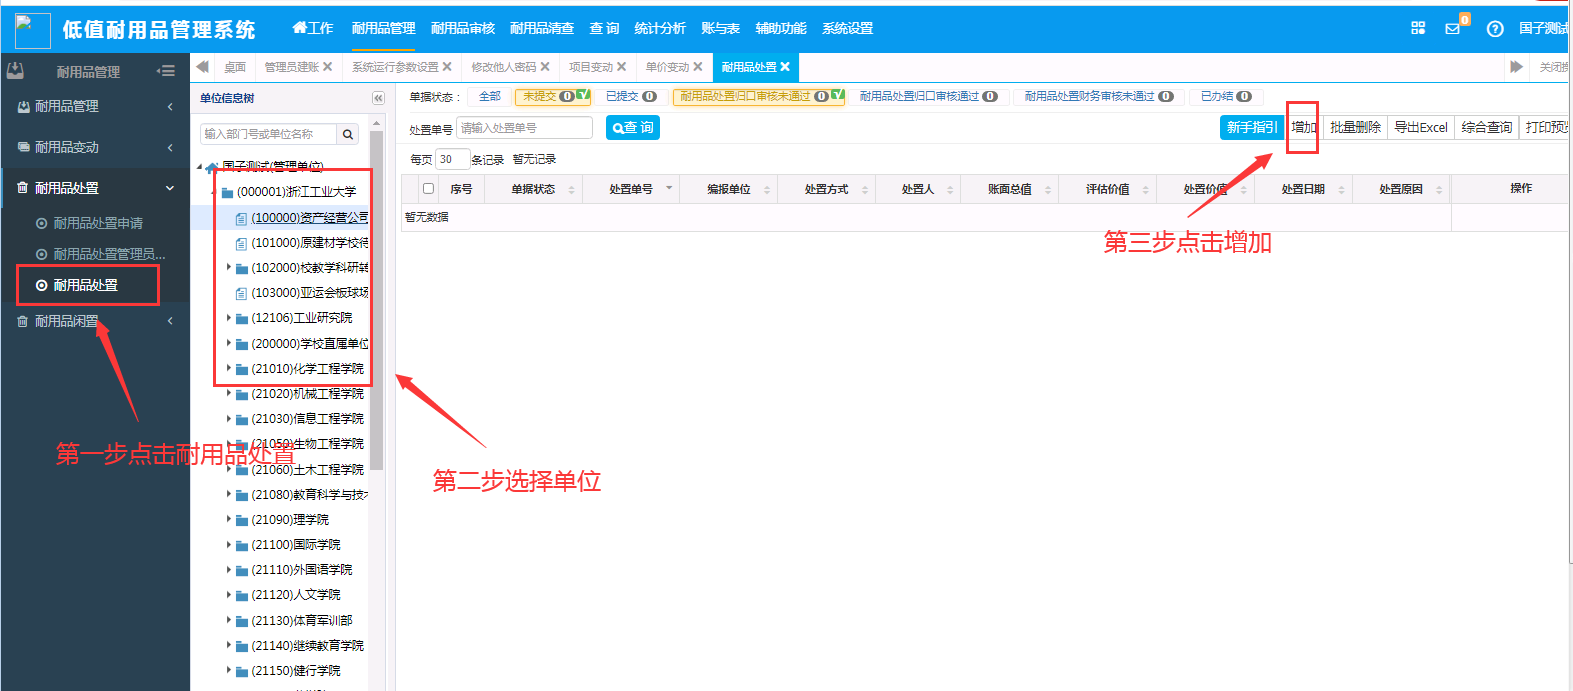 低值耐用品管理系统
工作 耐用品管理 耐用品审核 耐用品清查 查 询 统计分析 账与表 辅助功能 系统设置
0
国子测试
耐用品管理
桌面 管理员建账 系统运行参数设置 修改他人密码 项目变动 单价变动 耐用品处置 关闭
耐用品管理
耐用品变动
耐用品处置
耐用品处置申请
耐用品处置管理员...
耐用品处置
耐用品闲置
单位信息树
输入部门号或单位名称
国子测试(管理单位)
(000001)浙江工业大学
(100000)资产经营公司
(101000)原建材学校待
(102000)校教学科研转
(103000)亚运会板球场
(12106)工业研究院
(200000)学校直属单位
(21010)化学工程学院
(21020)机械工程学院
(21030)信息工程学院
(21050)生物工程学院
(21060)土木工程学院
(21080)教育科学与技术
(21090)理学院
(21100)国际学院
(21110)外国语学院
(21120)人文学院
(21130)体育军训部
(21140)继续教育学院
(21150)健行学院
单据状态： 全部 未提交 0 已提交 0 耐用品处置归口审核未通过 0 耐用品处置归口审核通过 0 耐用品处置财务审核未通过 0 已办结 0
处置单号 请输入处置单号 查 询
新手指引 增加 批量删除 导出Excel 综合查询 打印预览
每页 30 条记录 暂无记录
序号 单据状态 处置单号 编报单位 处置方式 处置人 账面总值 评估价值 处置价值 处置日期 处置原因 操作
暂无数据
第三步点击增加
第一步点击耐用品处置
第二步选择单位